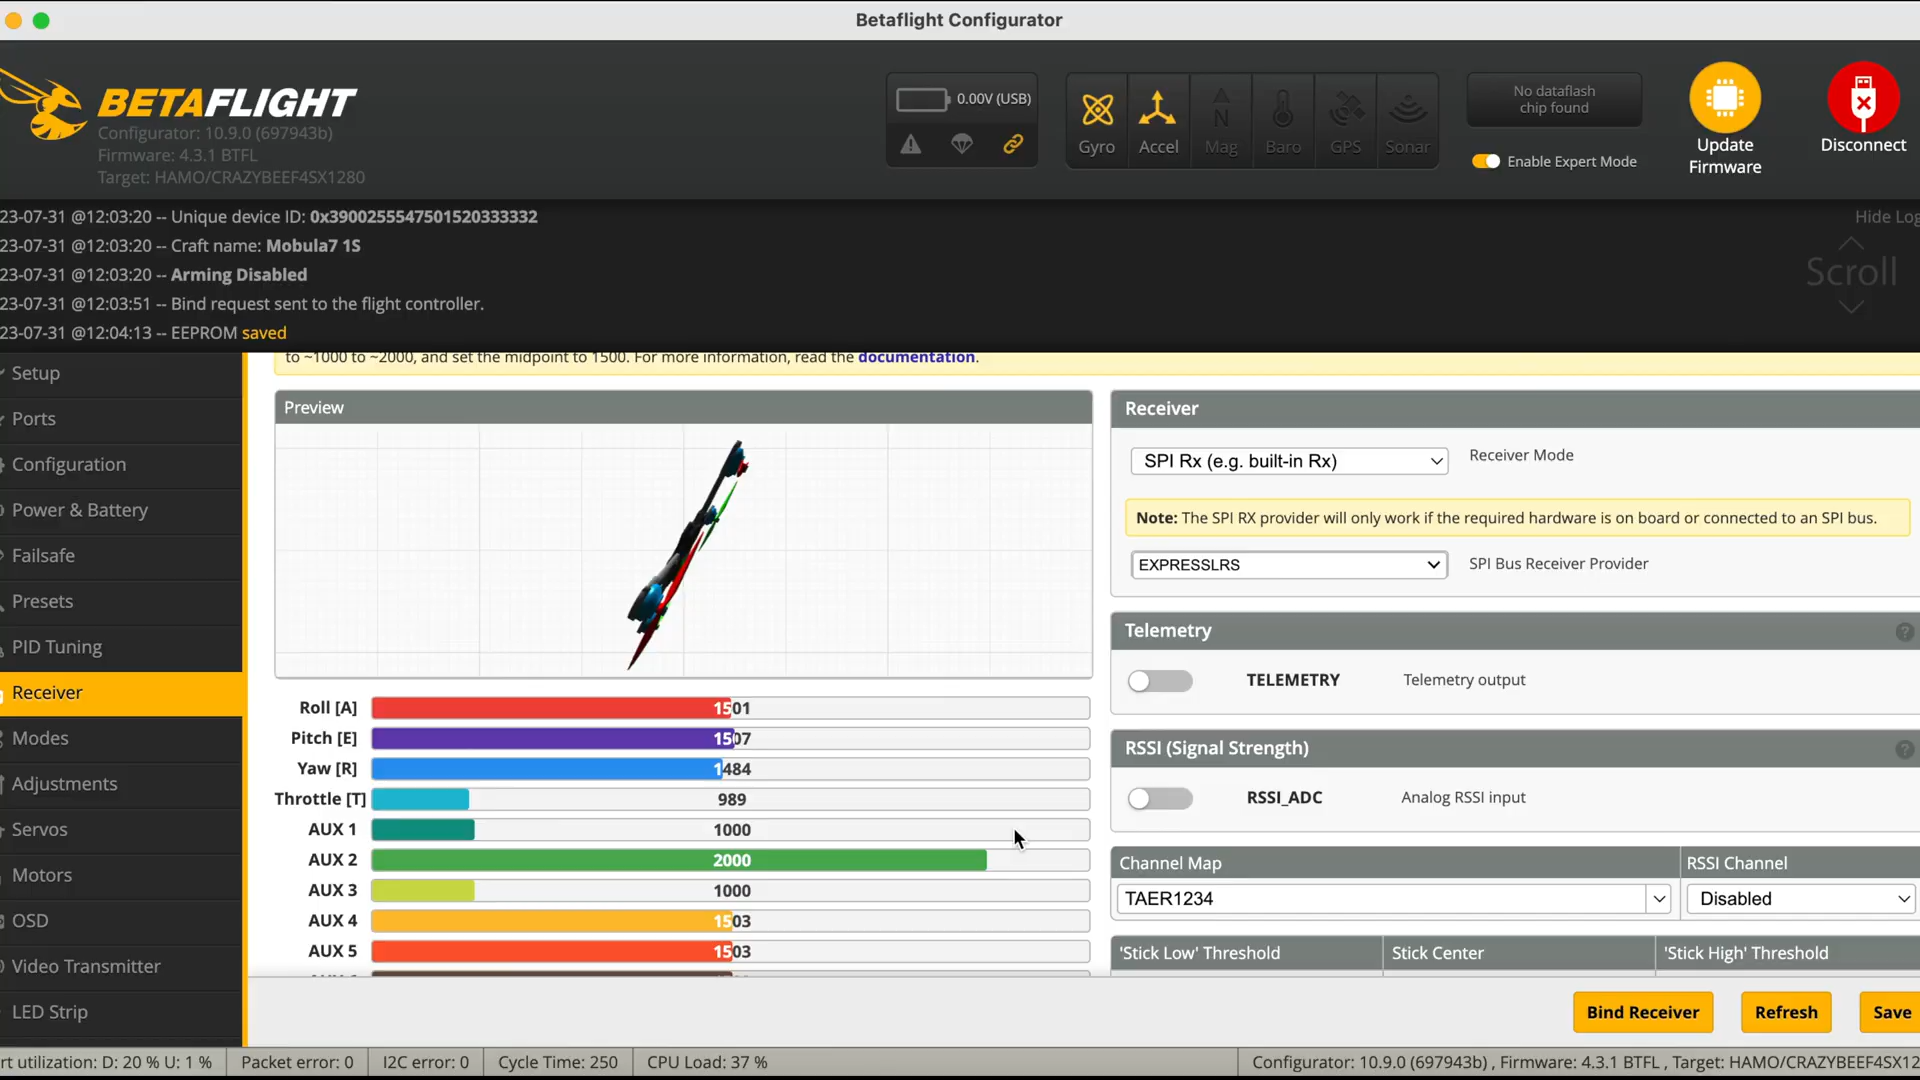 Betaflight Configurator
BETAFLIGHT
Configurator: 10.9.0 (697943b)
Firmware: 4.3.1 BTFL
Target: HAMO/CRAZYBEEF4SX1280
0.00V (USB)
Gyro
Accel
Mag
Baro
GPS
Sonar
No dataflash
chip found
Enable Expert Mode
Update
Firmware
Disconnect
23-07-31 @12:03:20 -- Unique device ID: 0x3900255547501520333332
23-07-31 @12:03:20 -- Craft name: Mobula7 1S
23-07-31 @12:03:20 -- Arming Disabled
23-07-31 @12:03:51 -- Bind request sent to the flight controller.
23-07-31 @12:04:13 -- EEPROM saved
Hide Log
Scroll
Setup
Ports
Configuration
Power & Battery
Failsafe
Presets
PID Tuning
Receiver
Modes
Adjustments
Servos
Motors
OSD
Video Transmitter
LED Strip
to ~1000 to ~2000, and set the midpoint to 1500. For more information, read the documentation.
Preview
Roll [A] 1501
Pitch [E] 1507
Yaw [R] 1484
Throttle [T] 989
AUX 1 1000
AUX 2 2000
AUX 3 1000
AUX 4 1503
AUX 5 1503
Receiver
SPI Rx (e.g. built-in Rx) Receiver Mode
Note: The SPI RX provider will only work if the required hardware is on board or connected to an SPI bus.
EXPRESSLRS SPI Bus Receiver Provider
Telemetry
TELEMETRY Telemetry output
RSSI (Signal Strength)
RSSI_ADC Analog RSSI input
Channel Map RSSI Channel
TAER1234 Disabled
'Stick Low' Threshold Stick Center 'Stick High' Threshold
Bind Receiver Refresh Save
rt utilization: D: 20 % U: 1 % Packet error: 0 I2C error: 0 Cycle Time: 250 CPU Load: 37 % Configurator: 10.9.0 (697943b) , Firmware: 4.3.1 BTFL , Target: HAMO/CRAZYBEEF4SX12